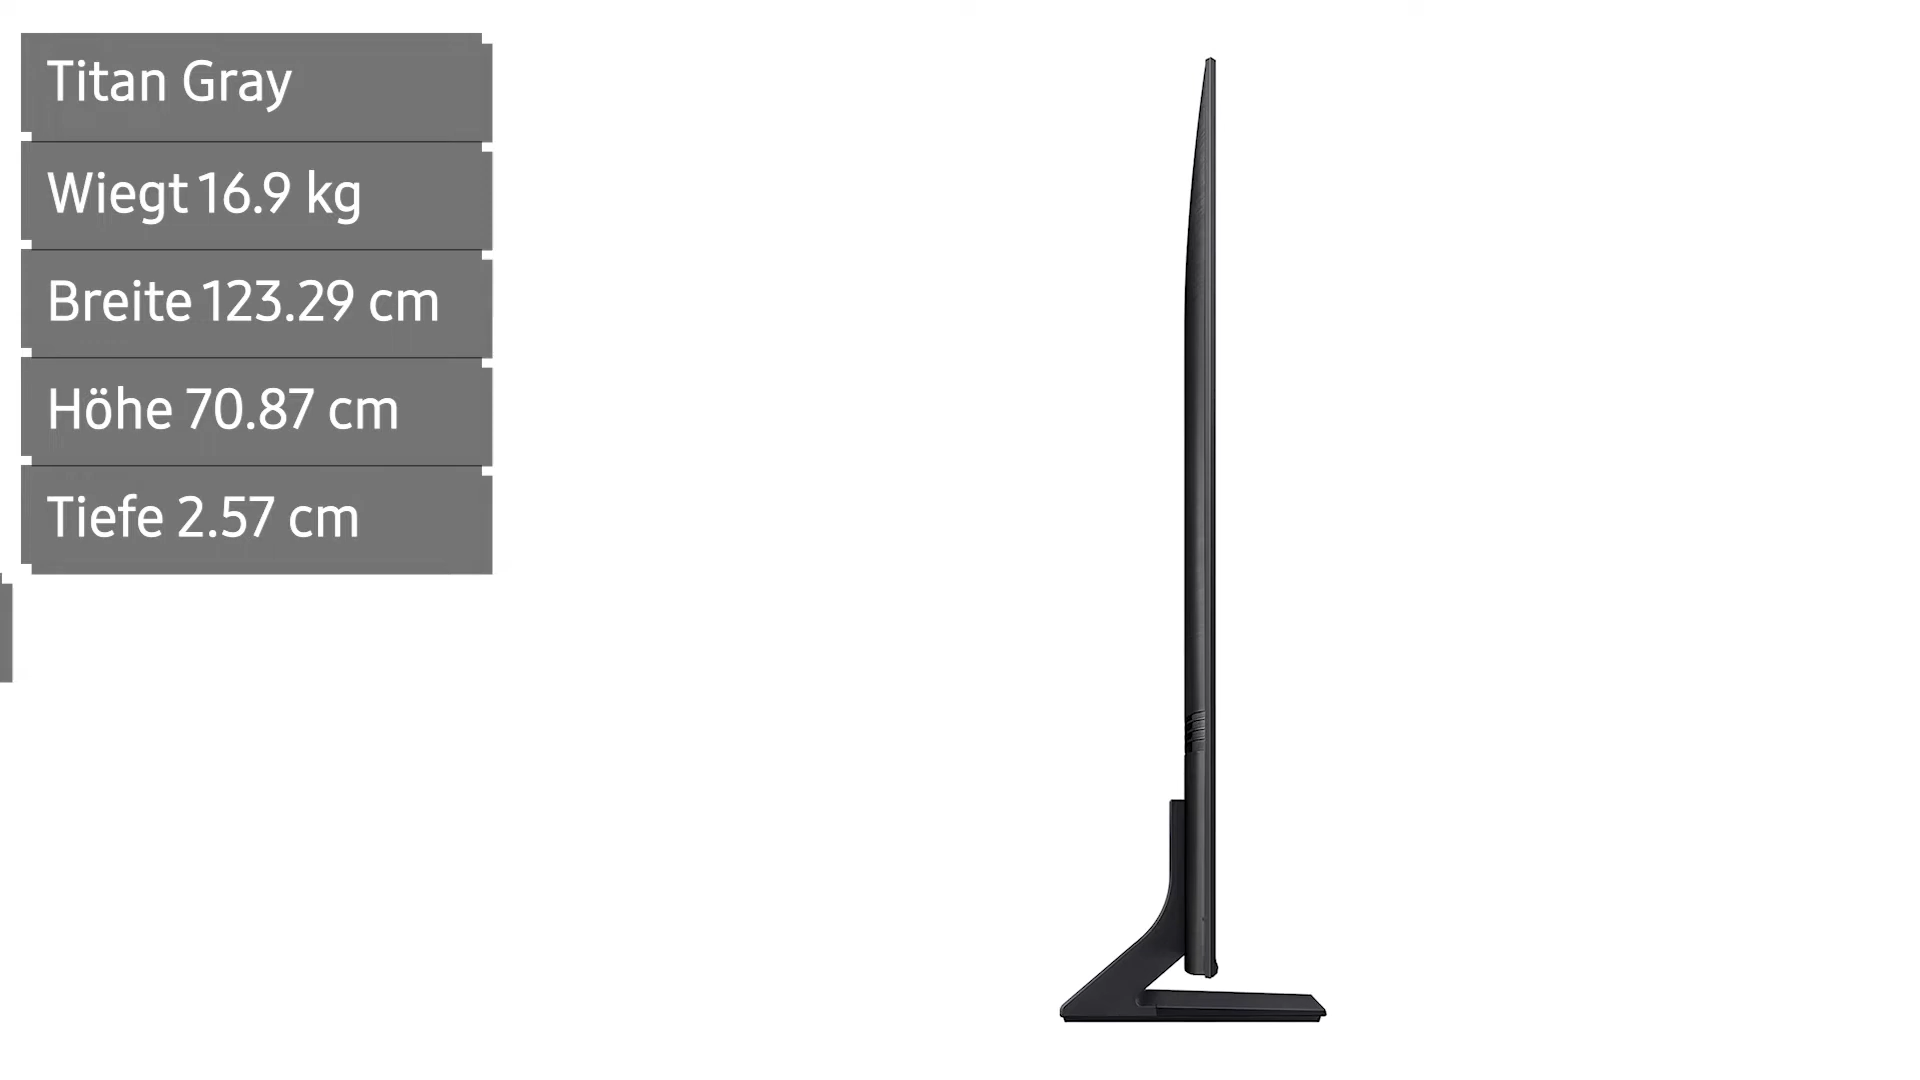 Titan Gray
Wiegt 16.9 kg
Breite 123.29 cm
Höhe 70.87 cm
Tiefe 2.57 cm